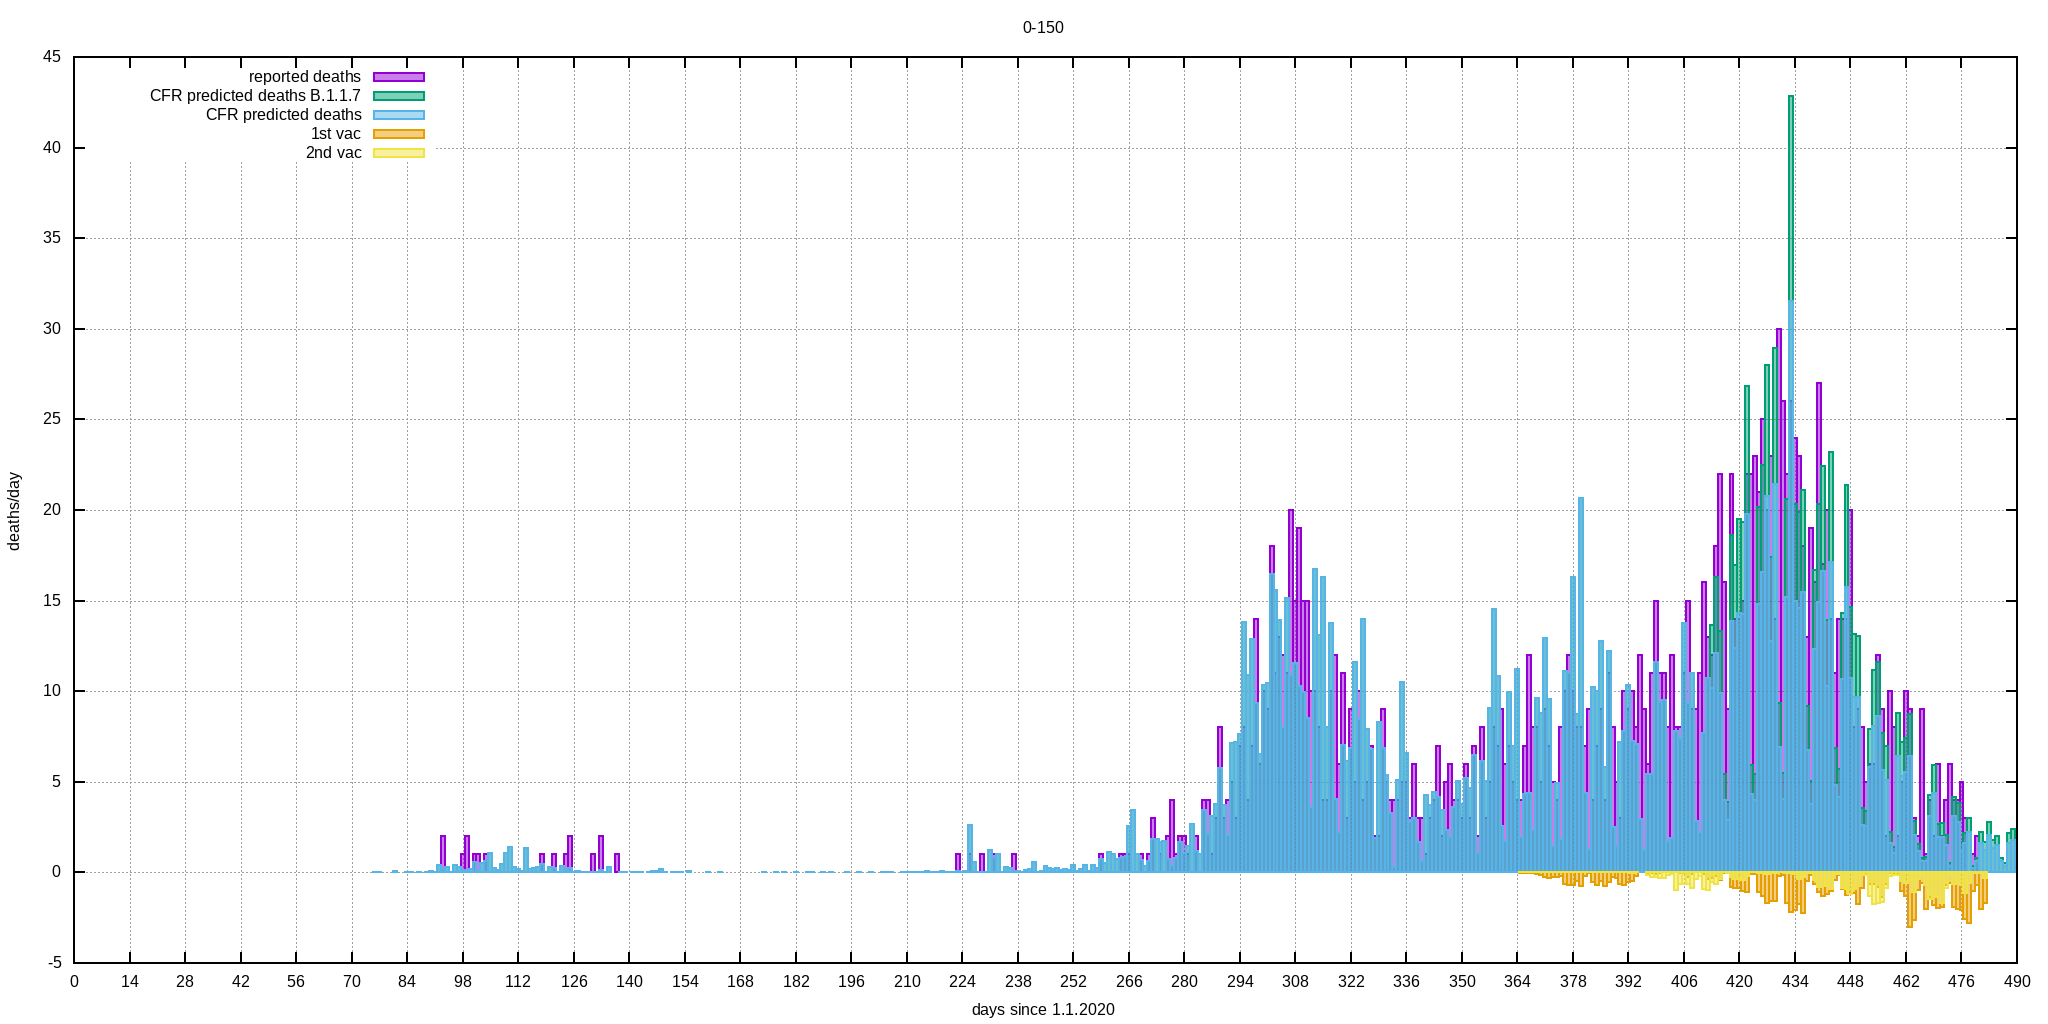 0-150
45
40
35
30
25
20
15
10
5
0
-5
deaths/day
reported deaths
CFR predicted deaths B.1.1.7
CFR predicted deaths
1st vac
2nd vac
0 14 28 42 56 70 84 98 112 126 140 154 168 182 196 210 224 238 252 266 280 294 308 322 336 350 364 378 392 406 420 434 448 462 476 490
days since 1.1.2020